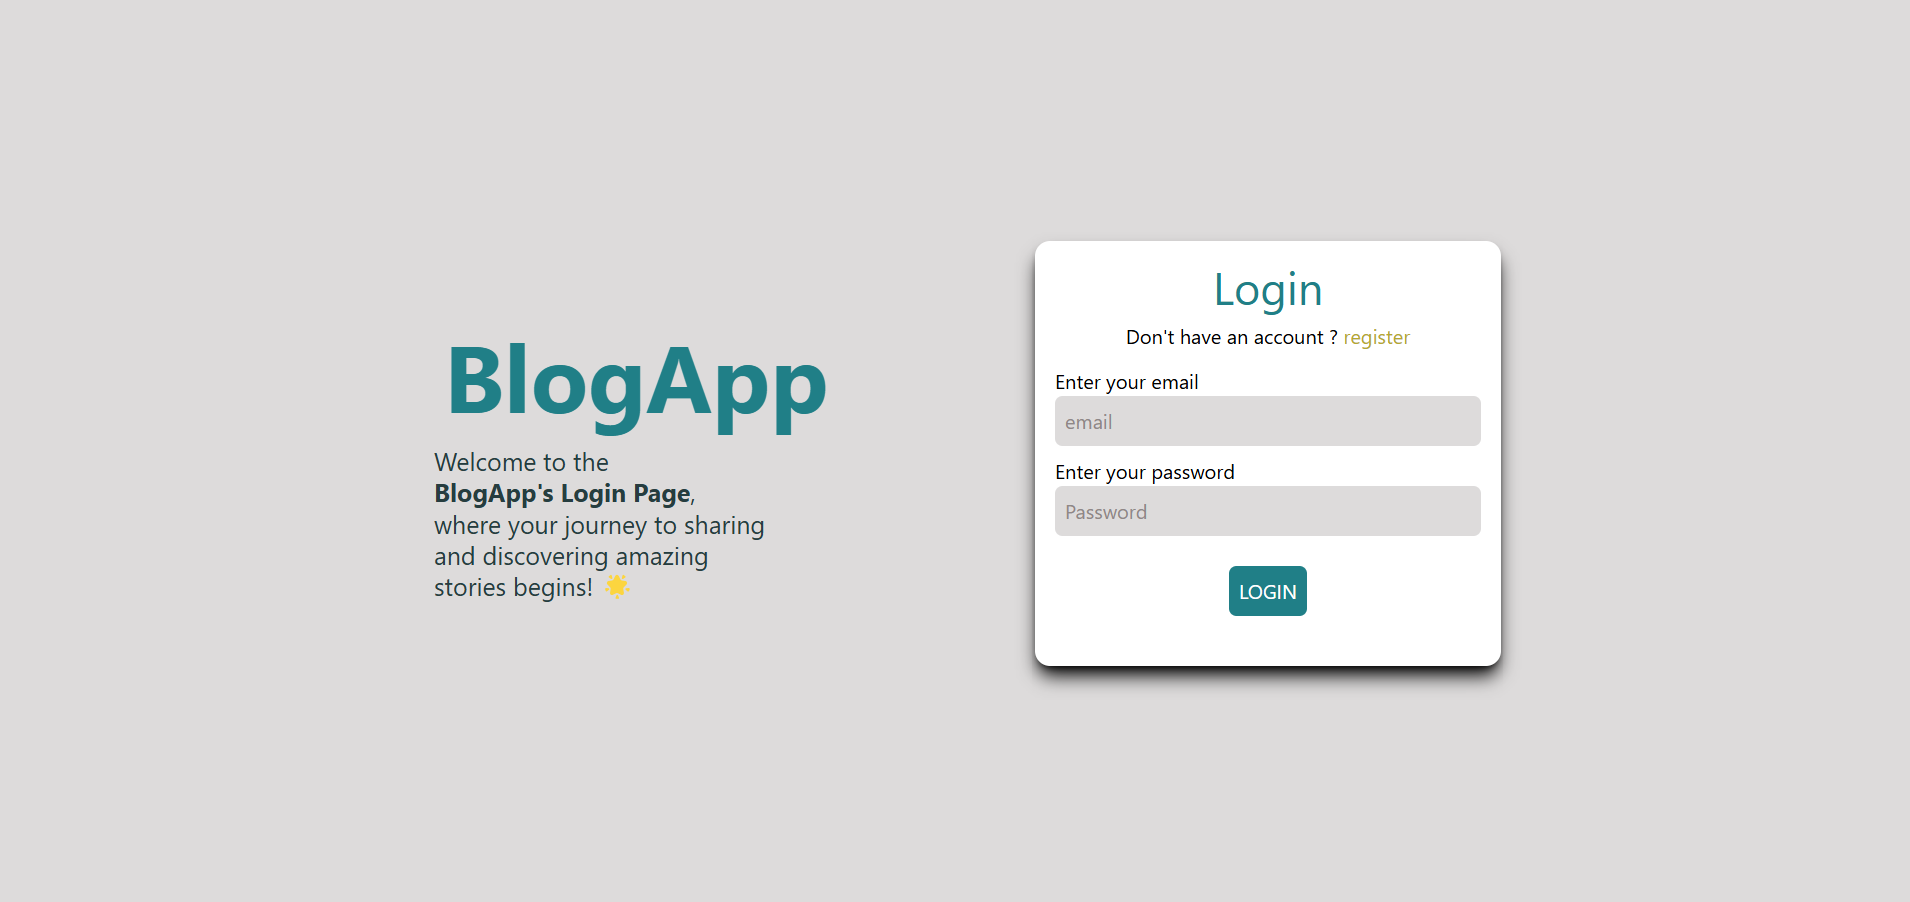 BlogApp
Welcome to the
BlogApp's Login Page,
where your journey to sharing
and discovering amazing
stories begins! 🌟
Login
Don't have an account ? register
Enter your email
email
Enter your password
Password
LOGIN